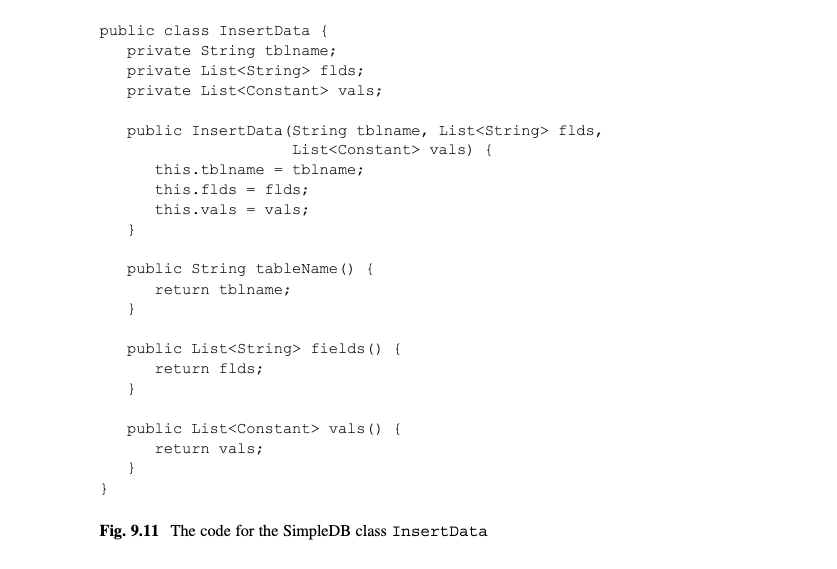 public class InsertData {
   private String tblname;
   private List<String> flds;
   private List<Constant> vals;

   public InsertData(String tblname, List<String> flds,
                     List<Constant> vals) {
      this.tblname = tblname;
      this.flds = flds;
      this.vals = vals;
   }

   public String tableName() {
      return tblname;
   }

   public List<String> fields() {
      return flds;
   }

   public List<Constant> vals() {
      return vals;
   }
}

Fig. 9.11 The code for the SimpleDB class InsertData